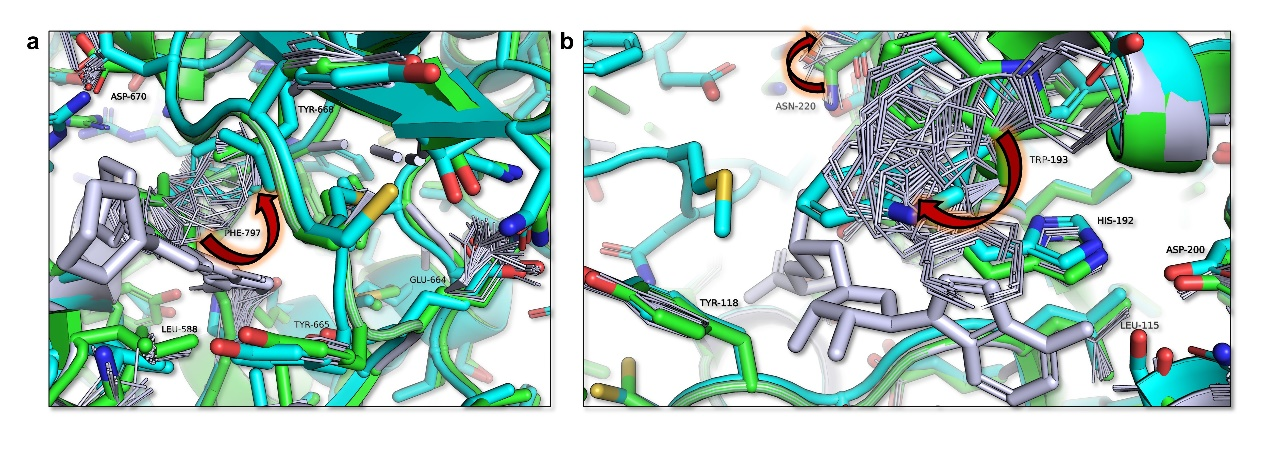 a
b
ASP-670
TYR-668
ASN-220
TRP-193
PHE-797
HIS-192
ASP-200
GLU-664
TYR-118
LEU-588
TYR-665
LEU-115